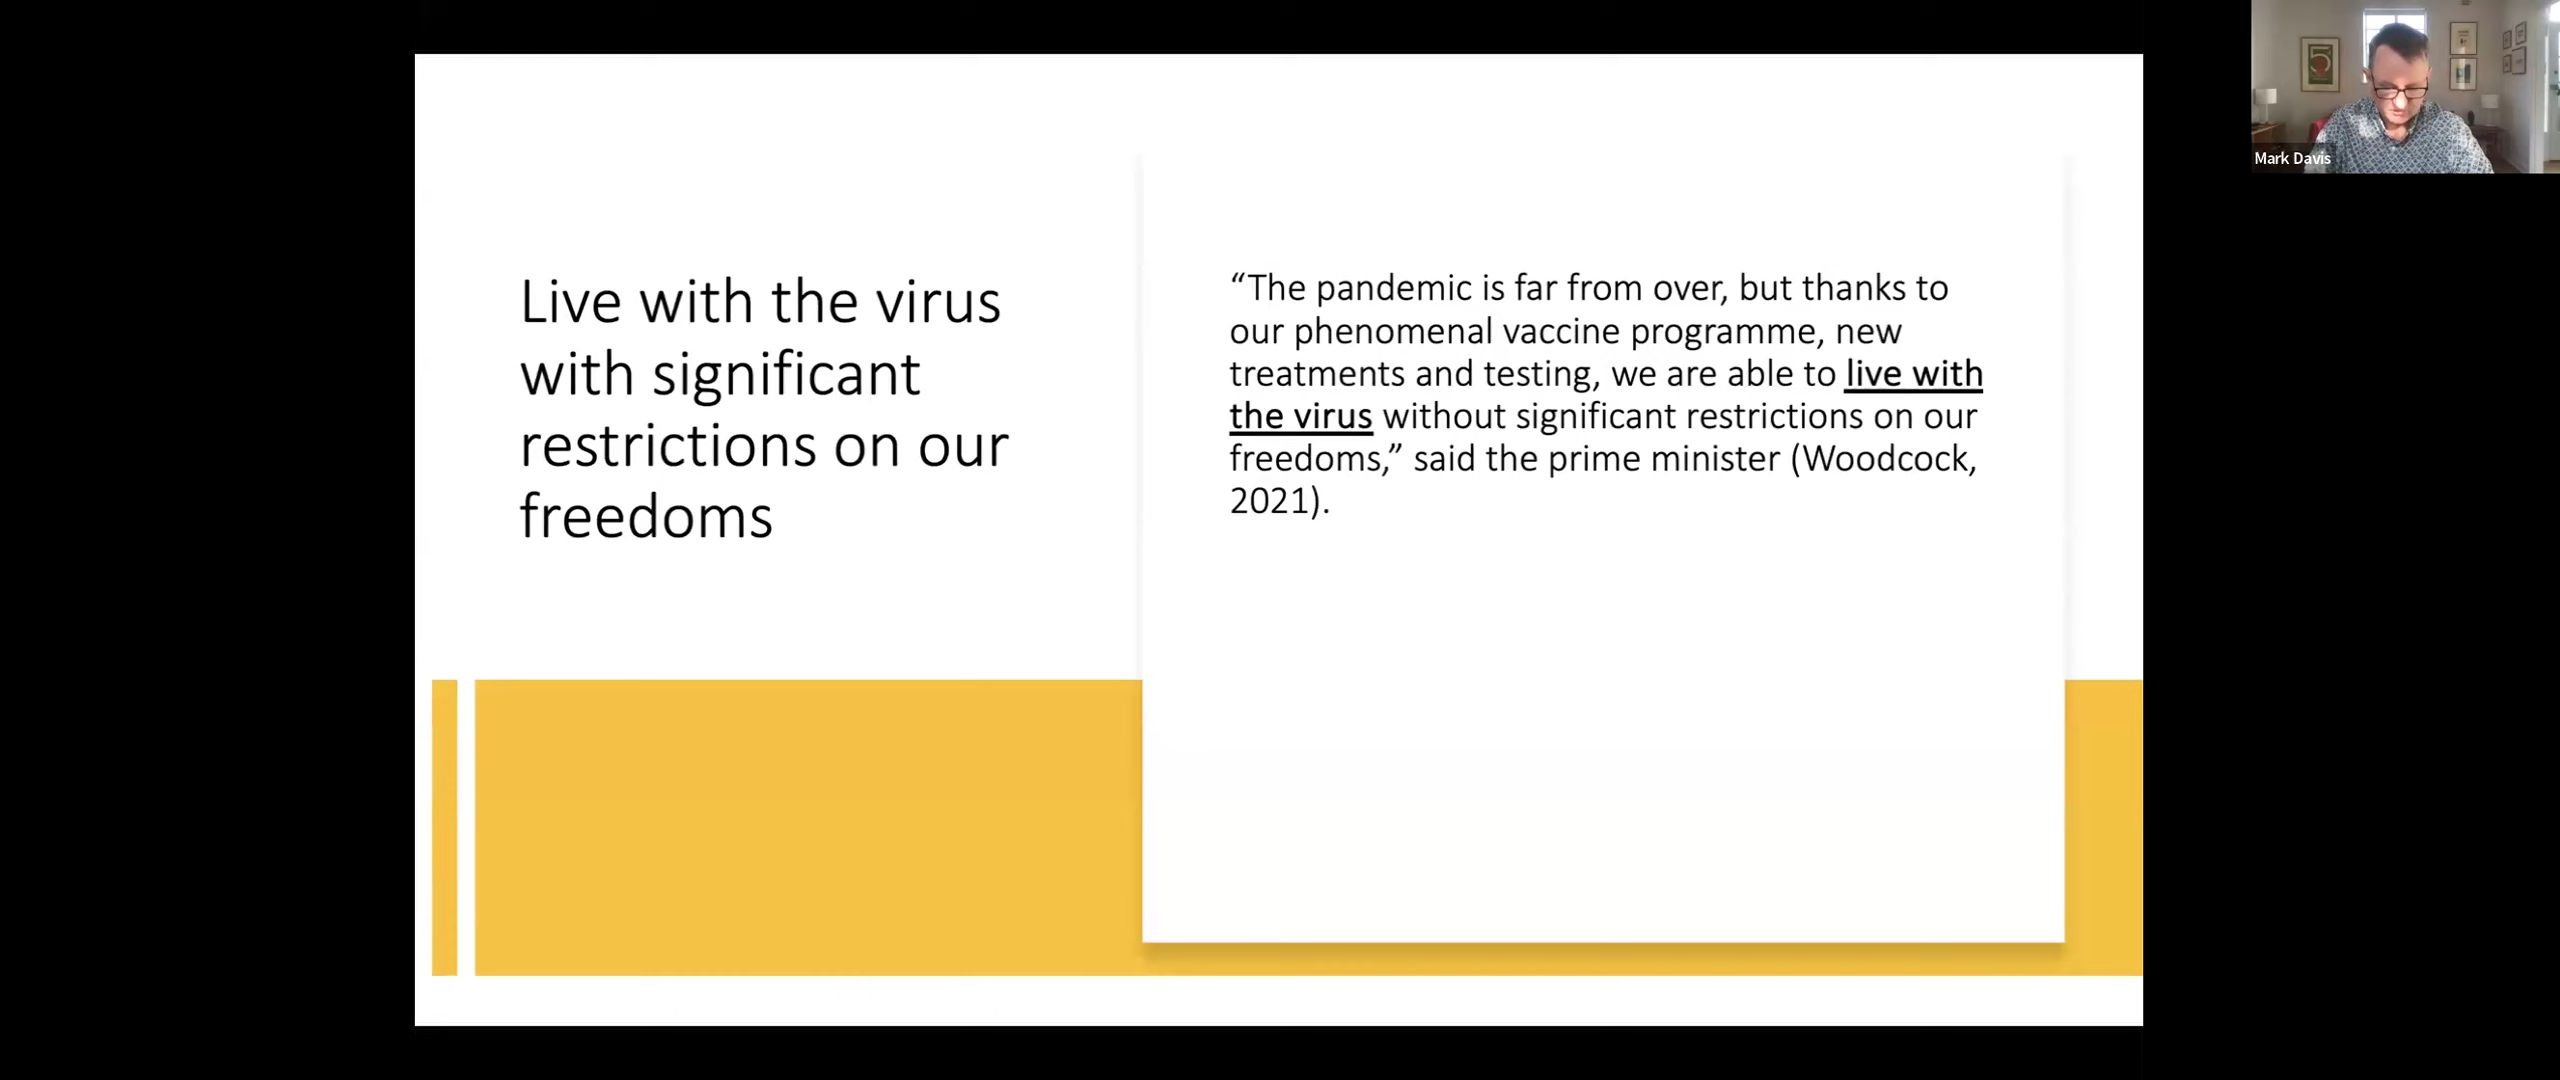 Live with the virus
with significant
restrictions on our
freedoms
“The pandemic is far from over, but thanks to
our phenomenal vaccine programme, new
treatments and testing, we are able to live with
the virus without significant restrictions on our
freedoms,” said the prime minister (Woodcock,
2021).
Mark Davis